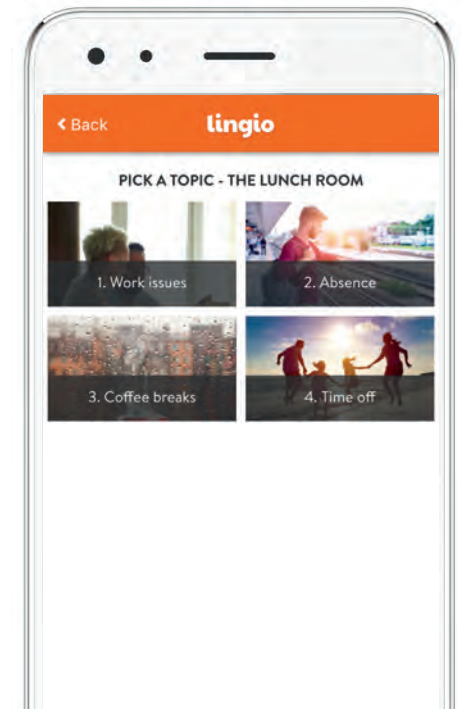 Back
lingio
PICK A TOPIC - THE LUNCH ROOM
1. Work issues
2. Absence
3. Coffee breaks
4. Time off